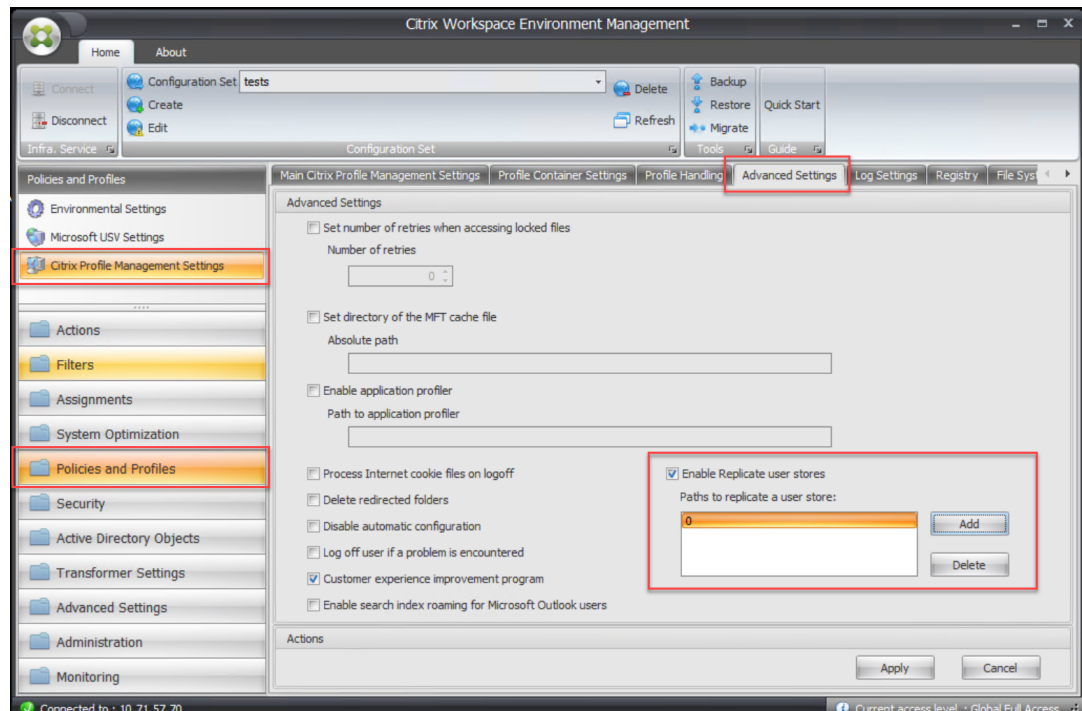 Citrix Workspace Environment Management
Home About
Connect
Disconnect
Infra. Service
Configuration Set tests
Create
Edit
Delete
Refresh
Configuration Set
Backup
Restore
Migrate
Tools
Quick Start
Guide
Policies and Profiles
Environmental Settings
Microsoft USV Settings
Citrix Profile Management Settings
Actions
Filters
Assignments
System Optimization
Policies and Profiles
Security
Active Directory Objects
Transformer Settings
Advanced Settings
Administration
Monitoring
Main Citrix Profile Management Settings Profile Container Settings Profile Handling Advanced Settings Log Settings Registry File Syst
Advanced Settings
Set number of retries when accessing locked files
Number of retries
0
Set directory of the MFT cache file
Absolute path
Enable application profiler
Path to application profiler
Process Internet cookie files on logoff
Delete redirected folders
Disable automatic configuration
Log off user if a problem is encountered
Customer experience improvement program
Enable search index roaming for Microsoft Outlook users
Enable Replicate user stores
Paths to replicate a user store:
0
Add
Delete
Actions
Apply Cancel
Connected to : 10.71.57.70
Current access level : Global Full Access